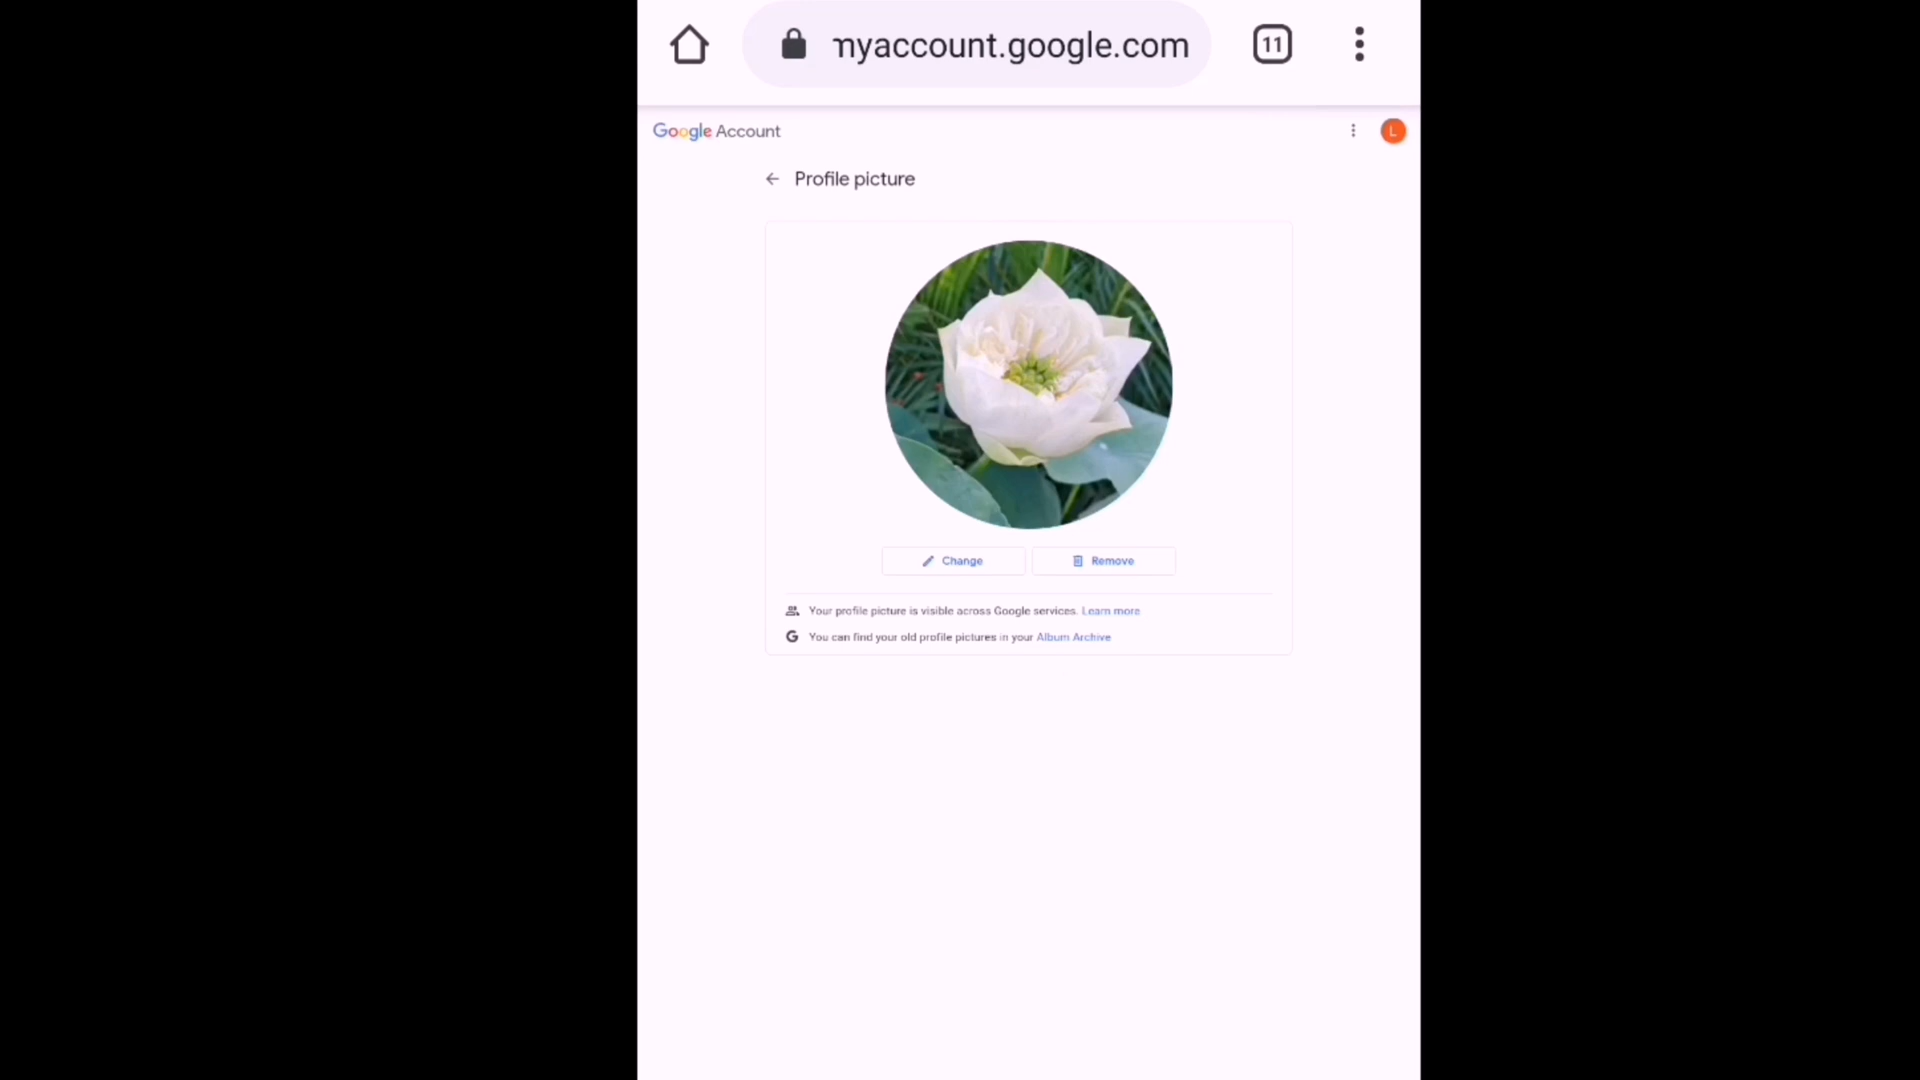 myaccount.google.com
11
Google Account
L
Profile picture
Change
Remove
Your profile picture is visible across Google services. Learn more
G
You can find your old profile pictures in your Album Archive